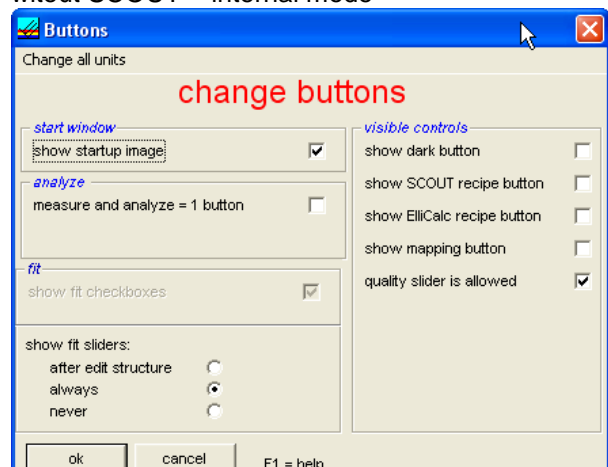 Buttons
Change all units
change buttons
start window
show startup image
analyze
measure and analyze = 1 button
fit
show fit checkboxes
show fit sliders:
after edit structure
always
never
visible controls
show dark button
show SCOUT recipe button
show ElliCalc recipe button
show mapping button
quality slider is allowed
ok
cancel
F1 = help